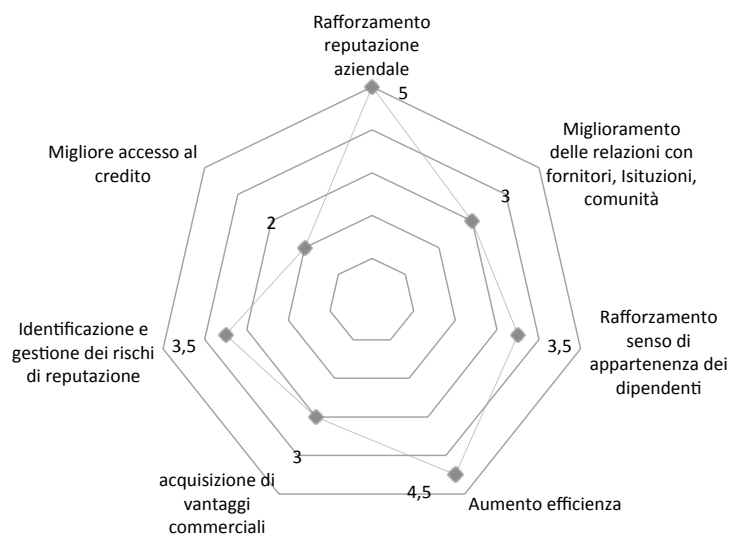 Rafforzamento
reputazione
aziendale
5
Miglioramento
delle relazioni con
fornitori, Isituzioni,
comunità
3
Rafforzamento
senso di
appartenenza dei
dipendenti
3,5
Aumento efficienza
4,5
acquisizione di
vantaggi
commerciali
3
Identificazione e
gestione dei rischi
di reputazione
3,5
Migliore accesso al
credito
2